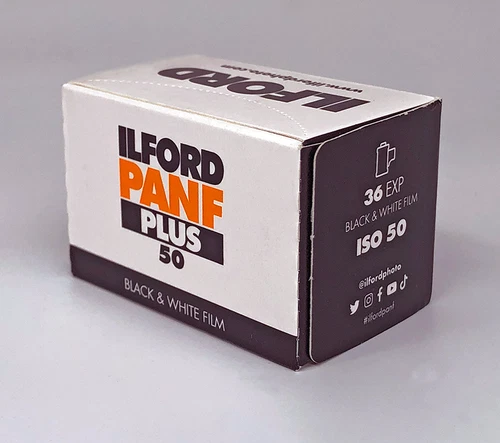 www.ilfordphoto.com
ILFORD
ILFORD
PANF
PLUS
50
BLACK & WHITE FILM
36 EXP
BLACK & WHITE FILM
ISO 50
@ilfordphoto
#ilfordpanf